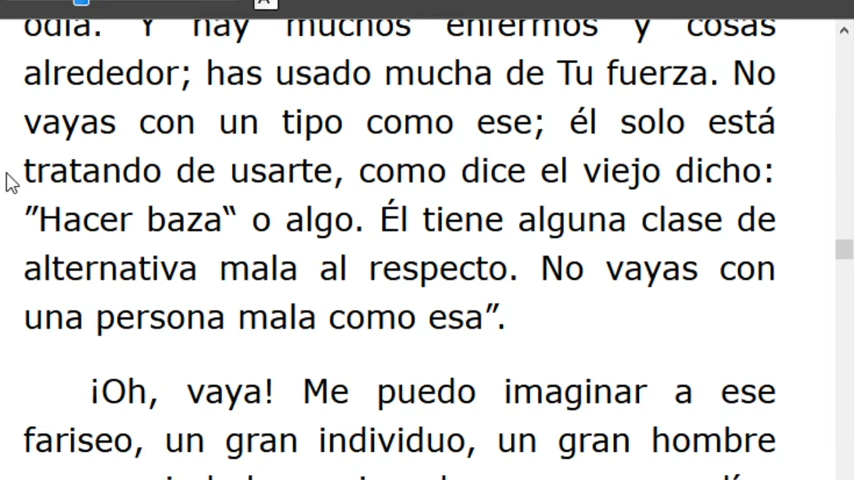 odia. Y hay muchos enfermos y cosas
alrededor; has usado mucha de Tu fuerza. No
vayas con un tipo como ese; él solo está
tratando de usarte, como dice el viejo dicho:
”Hacer baza‟ o algo. Él tiene alguna clase de
alternativa mala al respecto. No vayas con
una persona mala como esa”.
¡Oh, vaya! Me puedo imaginar a ese
fariseo, un gran individuo, un gran hombre